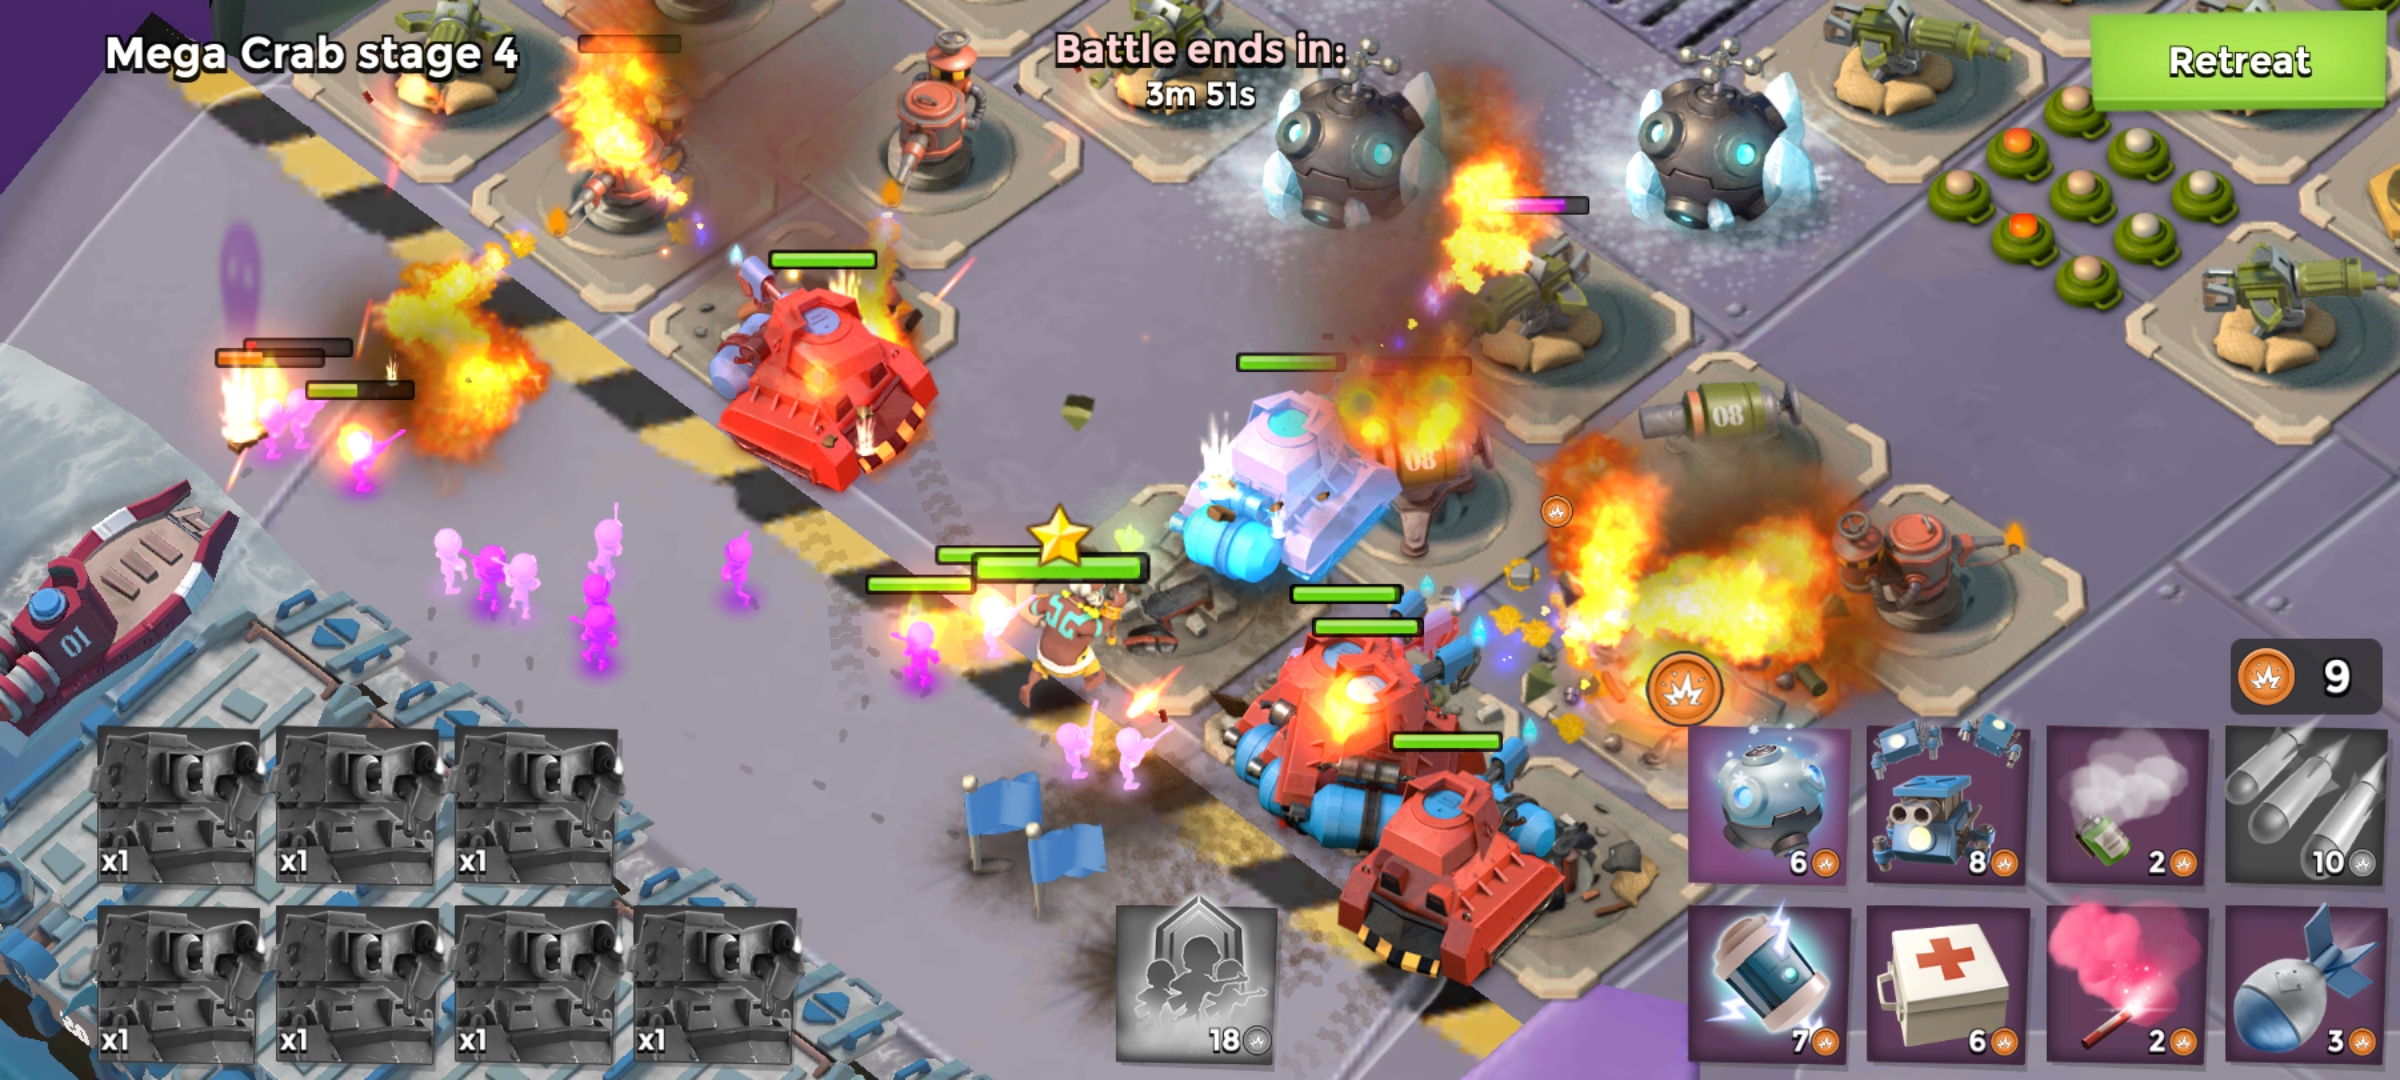 Mega Crab stage 4
Battle ends in:
3m 51s
Retreat
08
08
01
9
x1
x1
x1
6
8
2
10
x1
x1
x1
x1
18
7
6
2
3